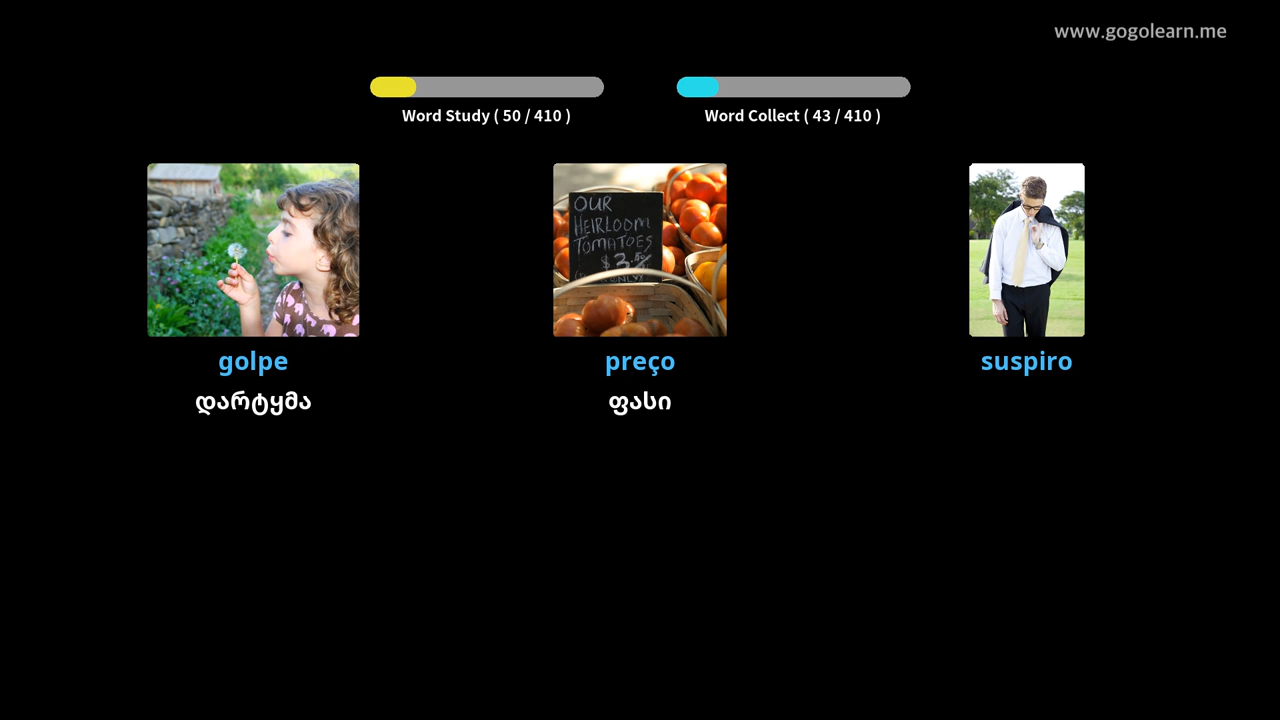 www.gogolearn.me
Word Study ( 50 / 410 )
Word Collect ( 43 / 410 )
OUR
HEIRLOOM
TOMATOES
golpe
preço
suspiro
დარტყმა
ფასი